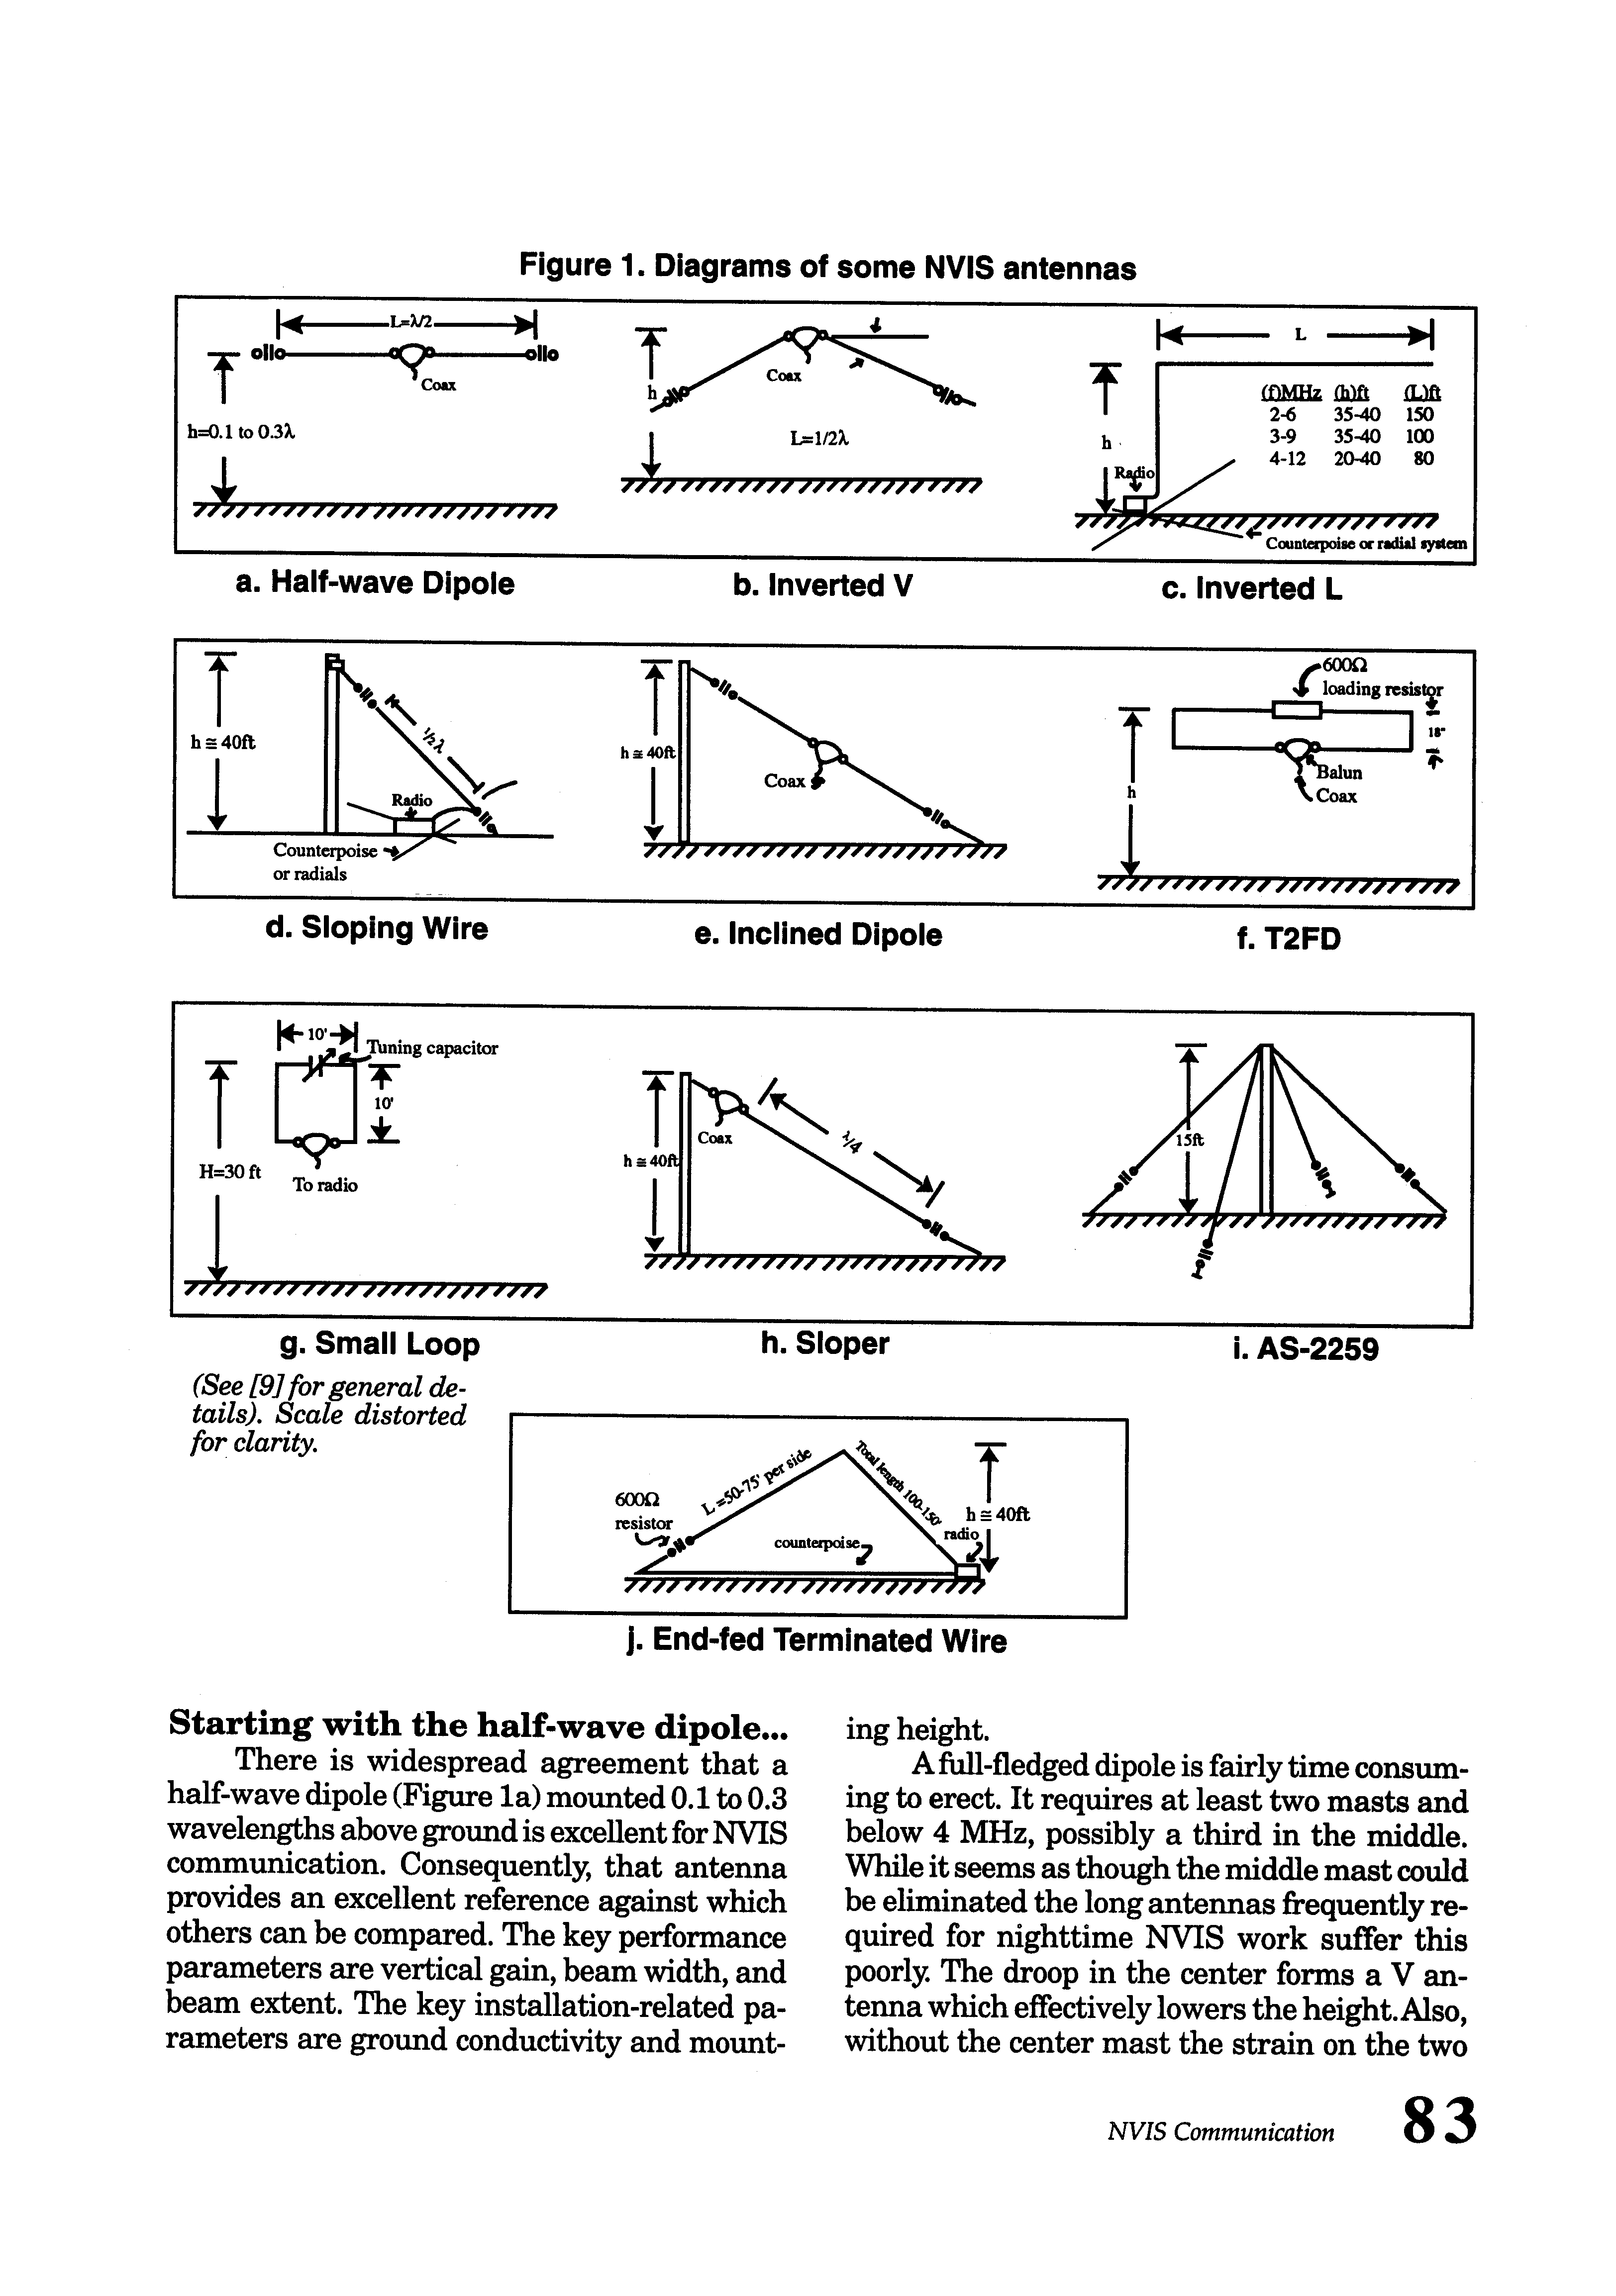 Figure 1. Diagrams of some NVIS antennas
L=λ/2
Coax
h=0.1 to 0.3λ
h
Coax
L=1/2λ
L
h
Radio
(f)MHz (h)ft (L)ft
2-6 35-40 150
3-9 35-40 100
4-12 20-40 80
Counterpoise or radial system
a. Half-wave Dipole
b. Inverted V
c. Inverted L
h ≅ 40ft
½λ
Radio
Counterpoise
or radials
h ≅ 40ft
Coax
600Ω
loading resistor
18"
h
Balun
Coax
d. Sloping Wire
e. Inclined Dipole
f. T2FD
10'
Tuning capacitor
10'
H=30 ft
To radio
Coax
λ/4
h ≅ 40ft
15ft
g. Small Loop
h. Sloper
i. AS-2259
(See [9] for general de-
tails). Scale distorted
for clarity.
L =50-75' per side
Total length 100-150'
600Ω
resistor
counterpoise
h ≅ 40ft
radio
j. End-fed Terminated Wire
Starting with the half-wave dipole...
There is widespread agreement that a
half-wave dipole (Figure 1a) mounted 0.1 to 0.3
wavelengths above ground is excellent for NVIS
communication. Consequently, that antenna
provides an excellent reference against which
others can be compared. The key performance
parameters are vertical gain, beam width, and
beam extent. The key installation-related pa-
rameters are ground conductivity and mount-
ing height.
A full-fledged dipole is fairly time consum-
ing to erect. It requires at least two masts and
below 4 MHz, possibly a third in the middle.
While it seems as though the middle mast could
be eliminated the long antennas frequently re-
quired for nighttime NVIS work suffer this
poorly. The droop in the center forms a V an-
tenna which effectively lowers the height. Also,
without the center mast the strain on the two
NVIS Communication 83